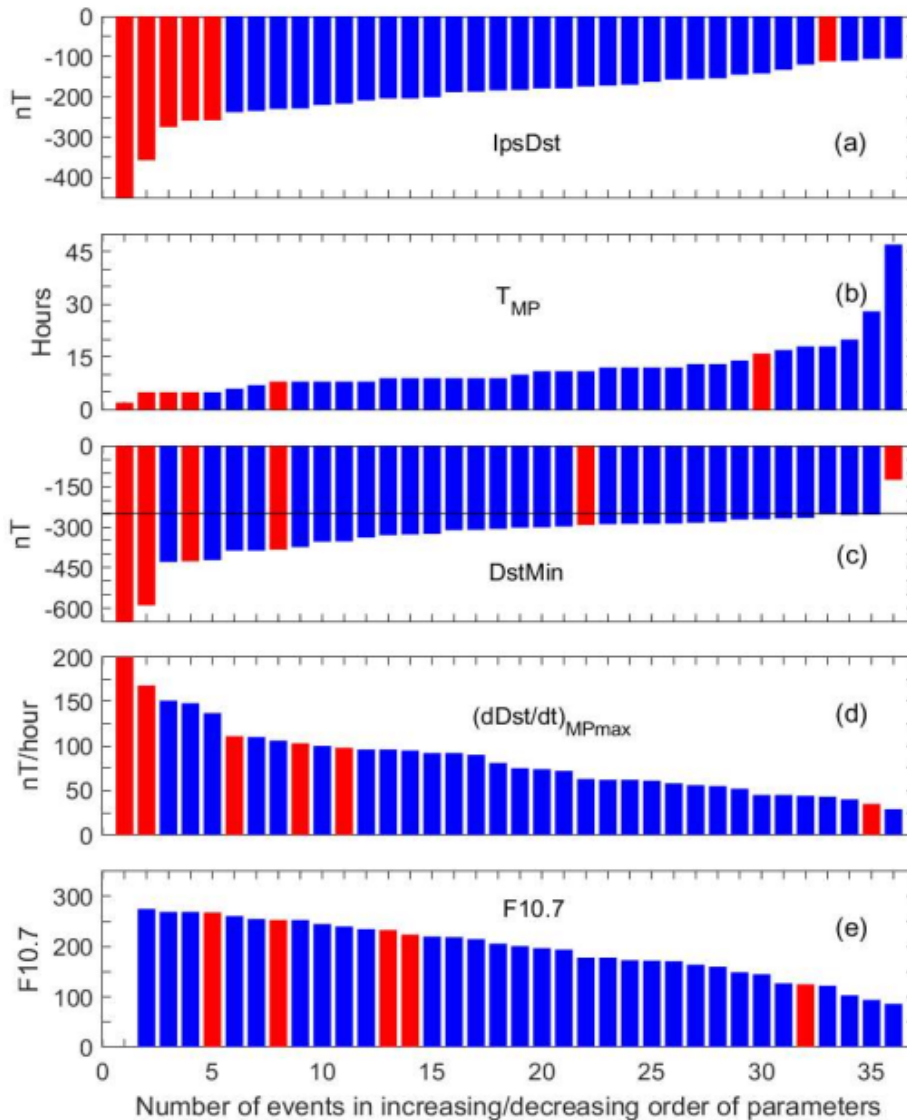 0
-100
-200
-300
-400
nT
IpsDst
(a)
45
30
15
0
Hours
T_MP
(b)
0
-150
-300
-450
-600
nT
DstMin
(c)
200
150
100
50
0
nT/hour
(dDst/dt)_MPmax
(d)
300
200
100
0
F10.7
F10.7
(e)
0 5 10 15 20 25 30 35
Number of events in increasing/decreasing order of parameters